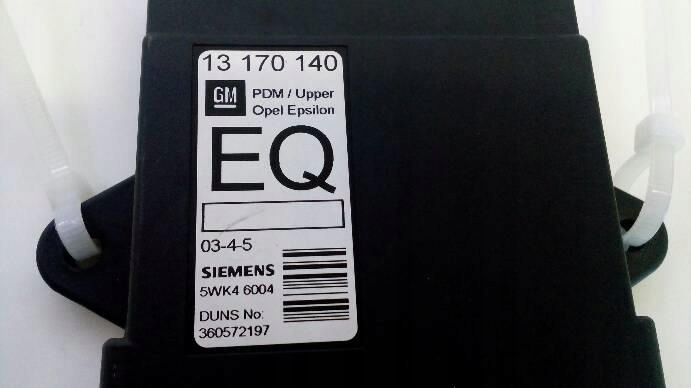 13 170 140
GM
PDM / Upper
Opel Epsilon
EQ
03-4-5
SIEMENS
5WK4 6004
DUNS No:
360572197